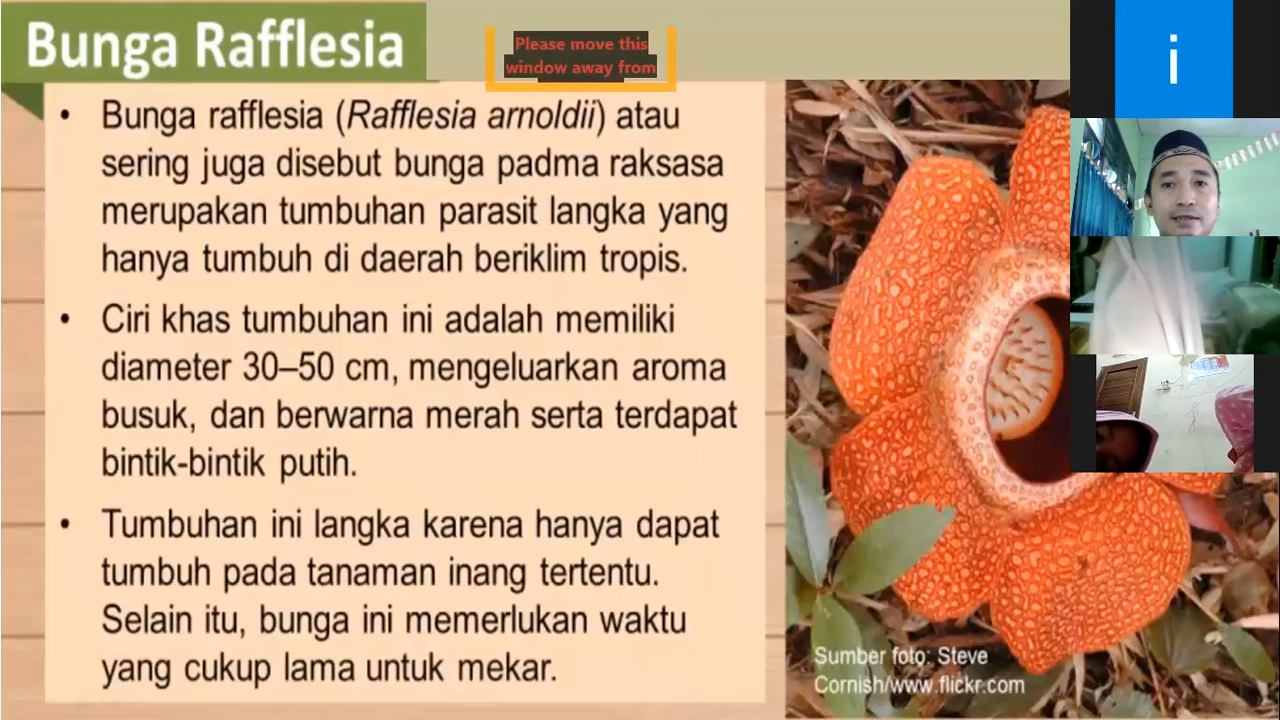 Bunga Rafflesia
Please move this
window away from
i
• Bunga rafflesia (Rafflesia arnoldii) atau
sering juga disebut bunga padma raksasa
merupakan tumbuhan parasit langka yang
hanya tumbuh di daerah beriklim tropis.
• Ciri khas tumbuhan ini adalah memiliki
diameter 30–50 cm, mengeluarkan aroma
busuk, dan berwarna merah serta terdapat
bintik-bintik putih.
• Tumbuhan ini langka karena hanya dapat
tumbuh pada tanaman inang tertentu.
Selain itu, bunga ini memerlukan waktu
yang cukup lama untuk mekar.
Sumber foto: Steve
Cornish/www.flickr.com